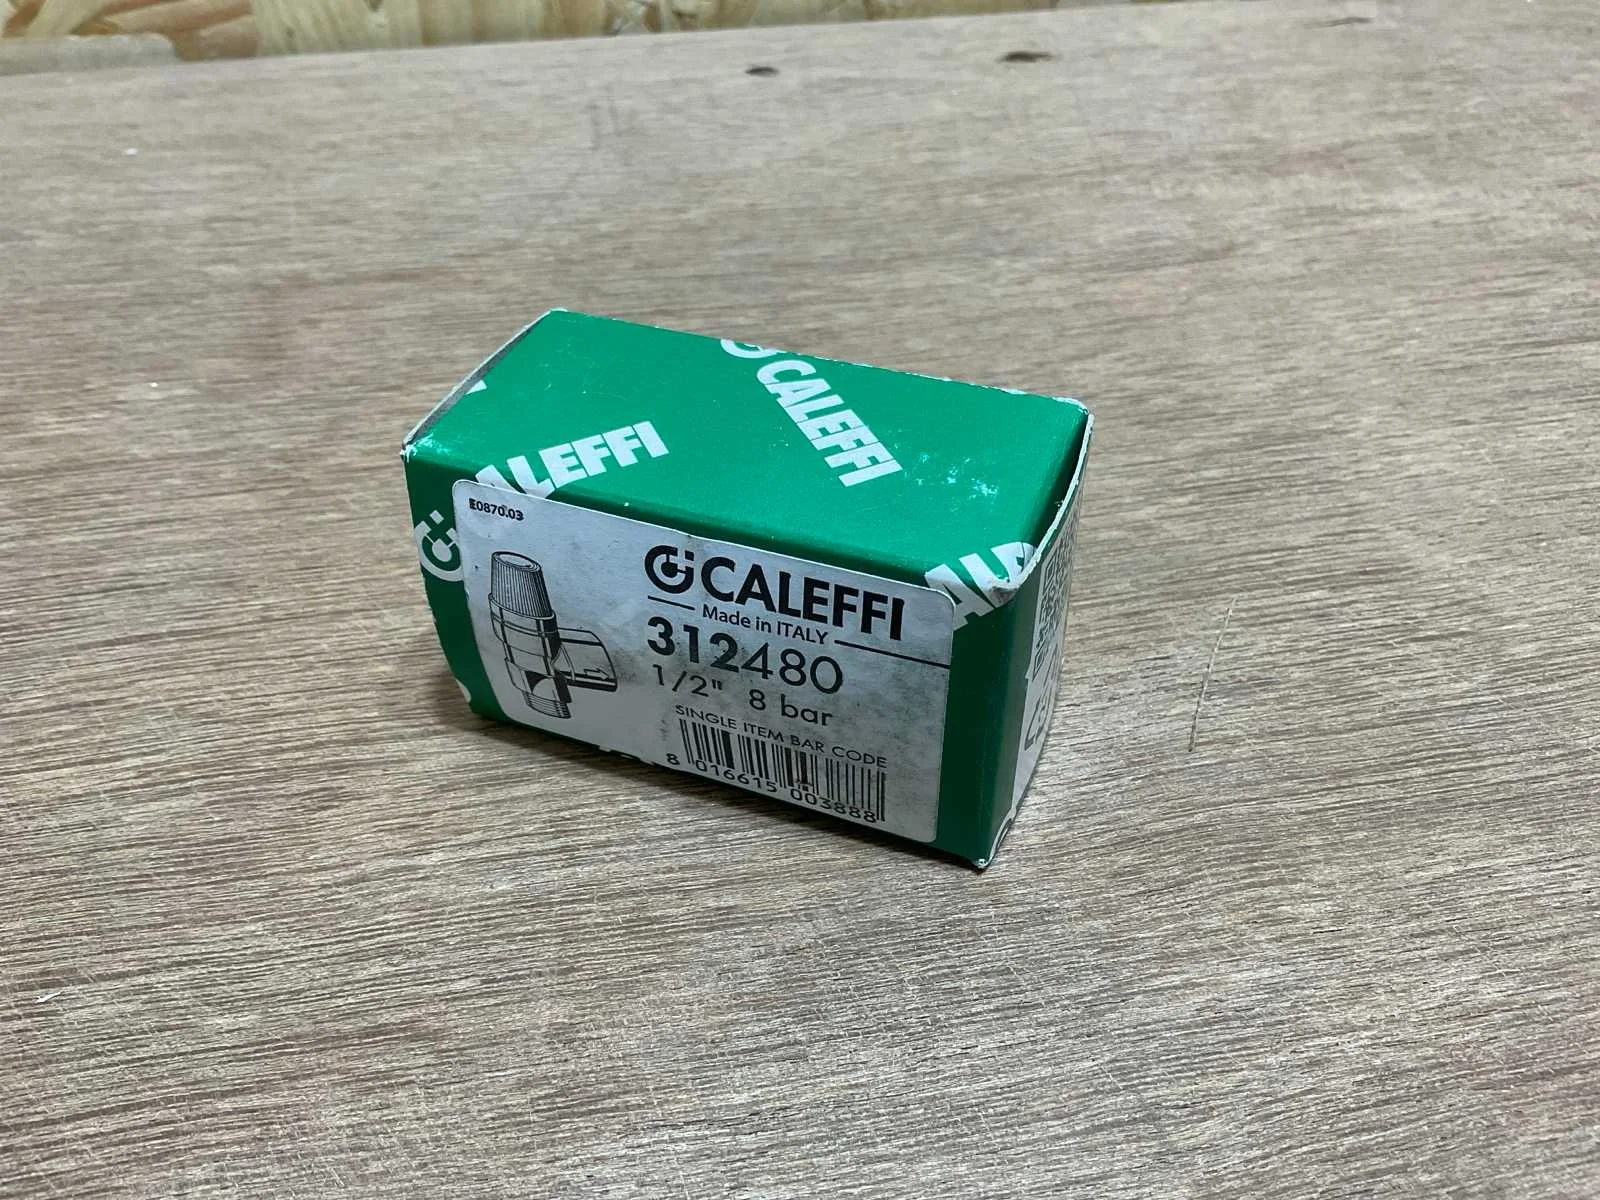 CALEFFI
ALEFFI
E0870.03
CALEFFI
Made in ITALY
312480
1/2" 8 bar
SINGLE ITEM BAR CODE
8 016615 003888